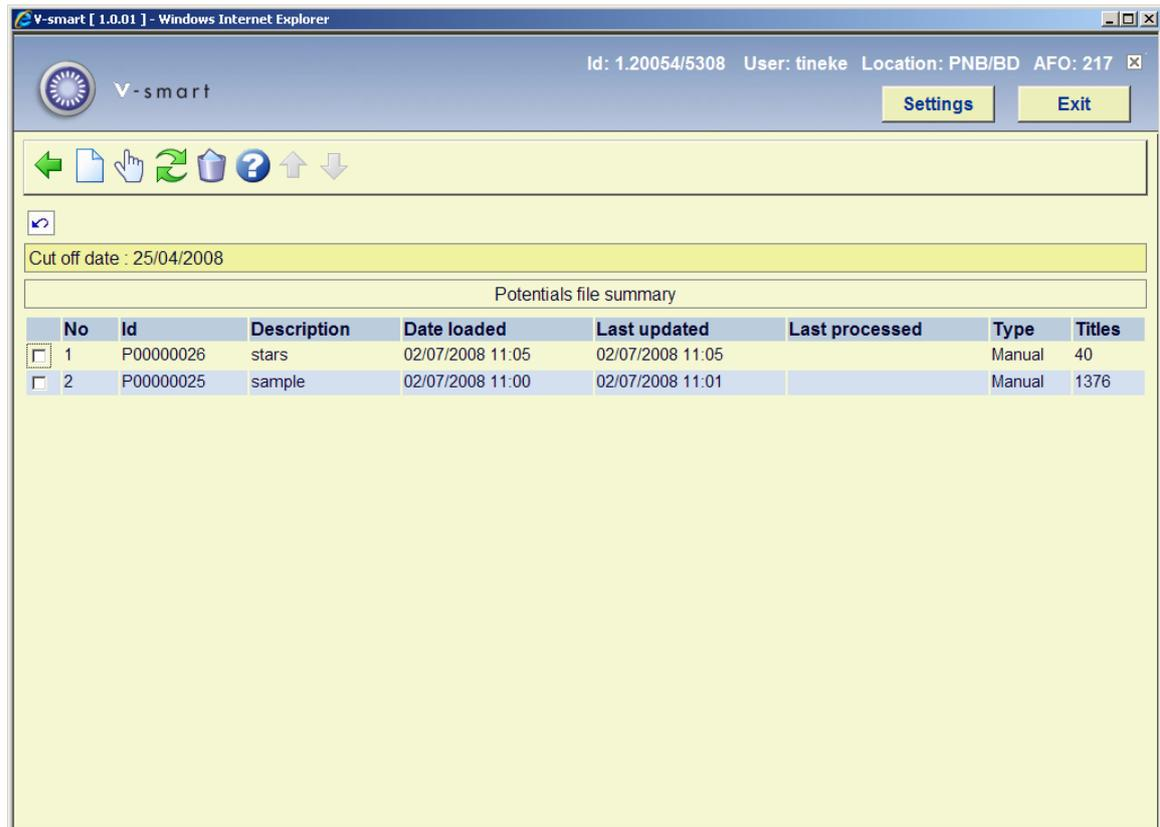 V-smart [ 1.0.01 ] - Windows Internet Explorer
Id: 1.20054/5308 User: tineke Location: PNB/BD AFO: 217
V-smart
Settings Exit
Cut off date : 25/04/2008
Potentials file summary
No Id Description Date loaded Last updated Last processed Type Titles
1 P00000026 stars 02/07/2008 11:05 02/07/2008 11:05 Manual 40
2 P00000025 sample 02/07/2008 11:00 02/07/2008 11:01 Manual 1376